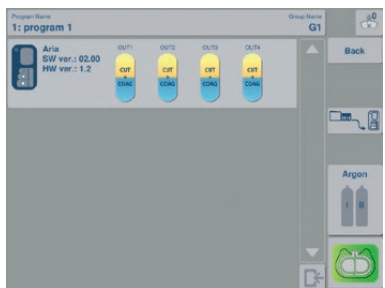 Program Name
1: program 1
Group Name
G1
Back
Aria
SW ver.: 02.00
HW ver.: 1.2
OUT1 OUT2 OUT3 OUT4
CUT CUT CUT CUT
COAG COAG COAG COAG
Argon
I II